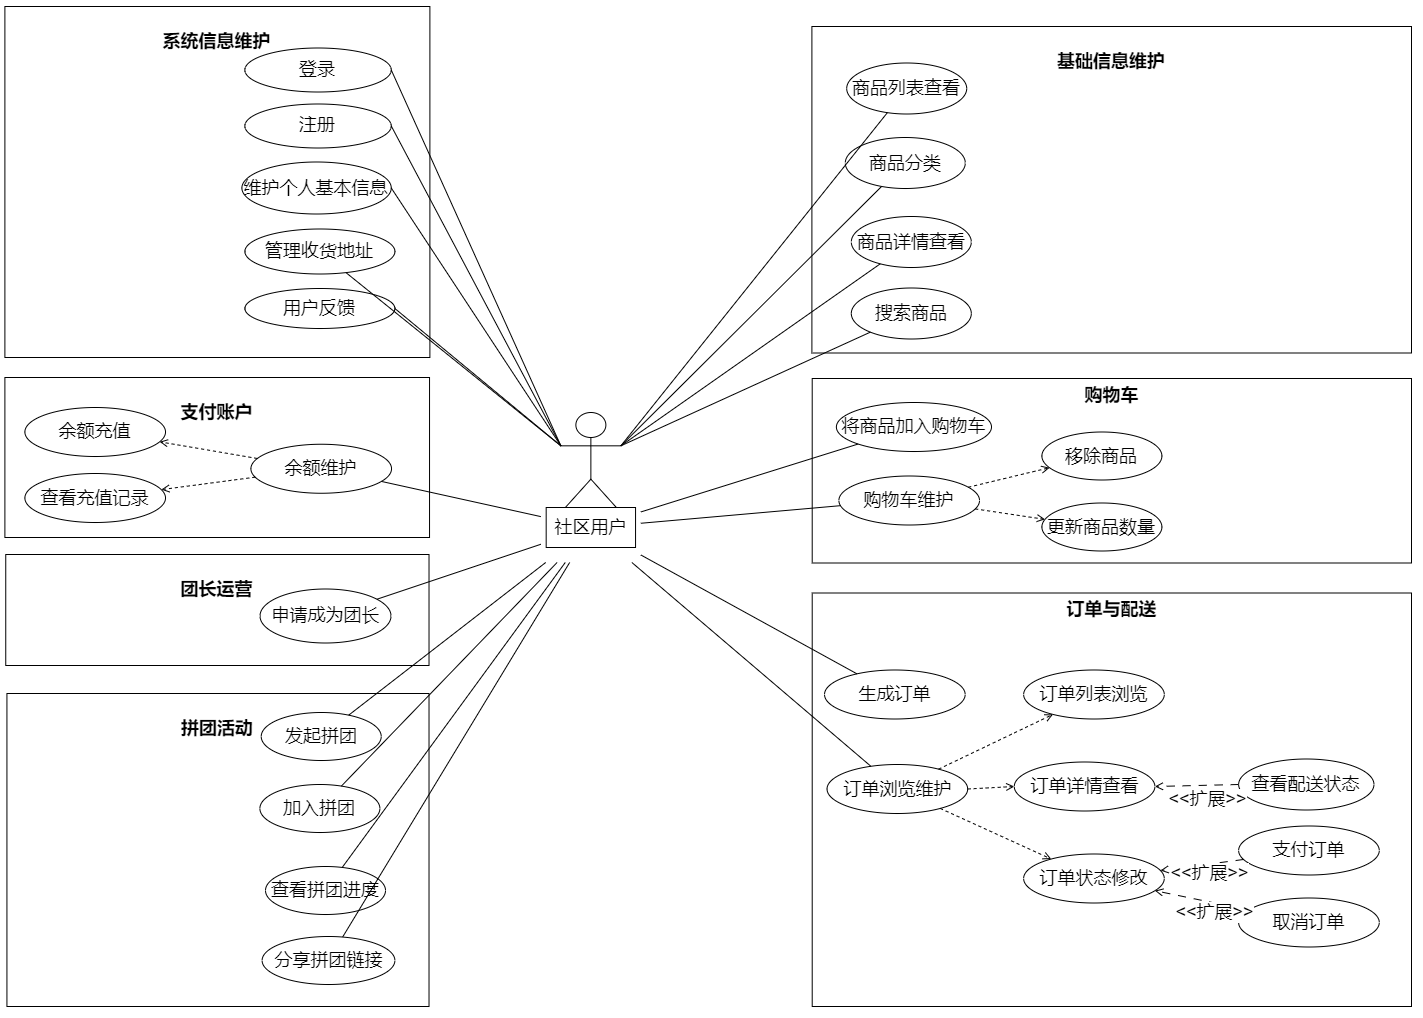 系统信息维护
登录
注册
维护个人基本信息
管理收货地址
用户反馈
支付账户
余额充值
余额维护
查看充值记录
团长运营
申请成为团长
拼团活动
发起拼团
加入拼团
查看拼团进度
分享拼团链接
社区用户
基础信息维护
商品列表查看
商品分类
商品详情查看
搜索商品
购物车
将商品加入购物车
移除商品
购物车维护
更新商品数量
订单与配送
生成订单
订单列表浏览
订单浏览维护
订单详情查看
<<扩展>>
查看配送状态
支付订单
<<扩展>>
订单状态修改
<<扩展>>
取消订单